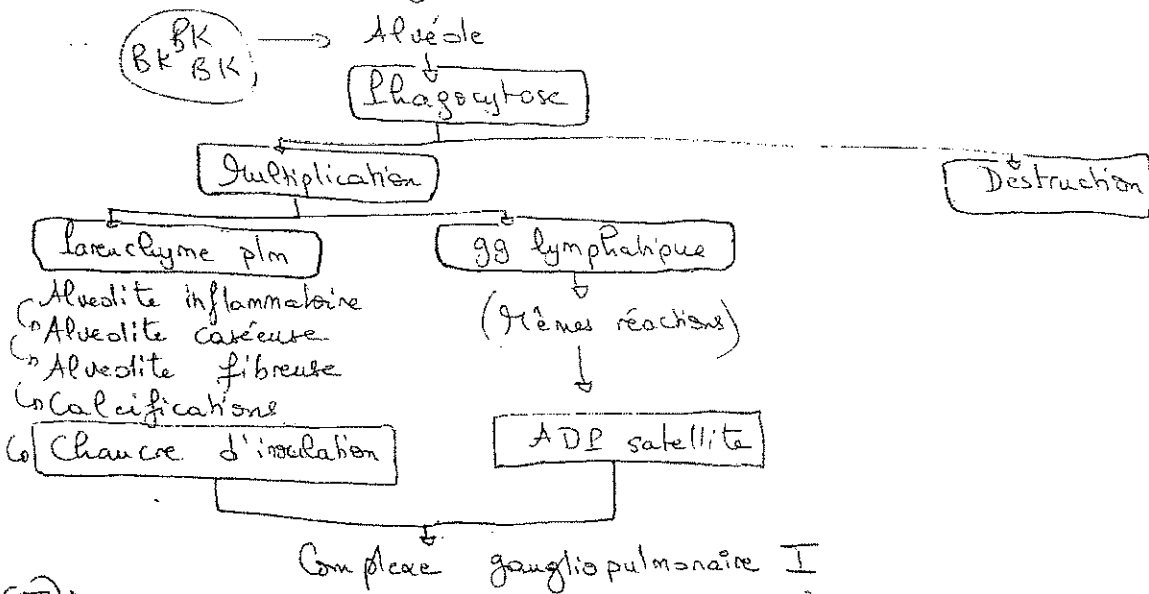 BK BK BK → Alvéole
Phagocytose
Multiplication Destruction
Parenchyme plm gg lymphatique
Alvéolite inflammatoire
Alvéolite caséeuse (Mêmes réactions)
Alvéolite fibreuse
Calcifications
Chancre d'inoculation ADP satellite
Complexe gangliopulmonaire I